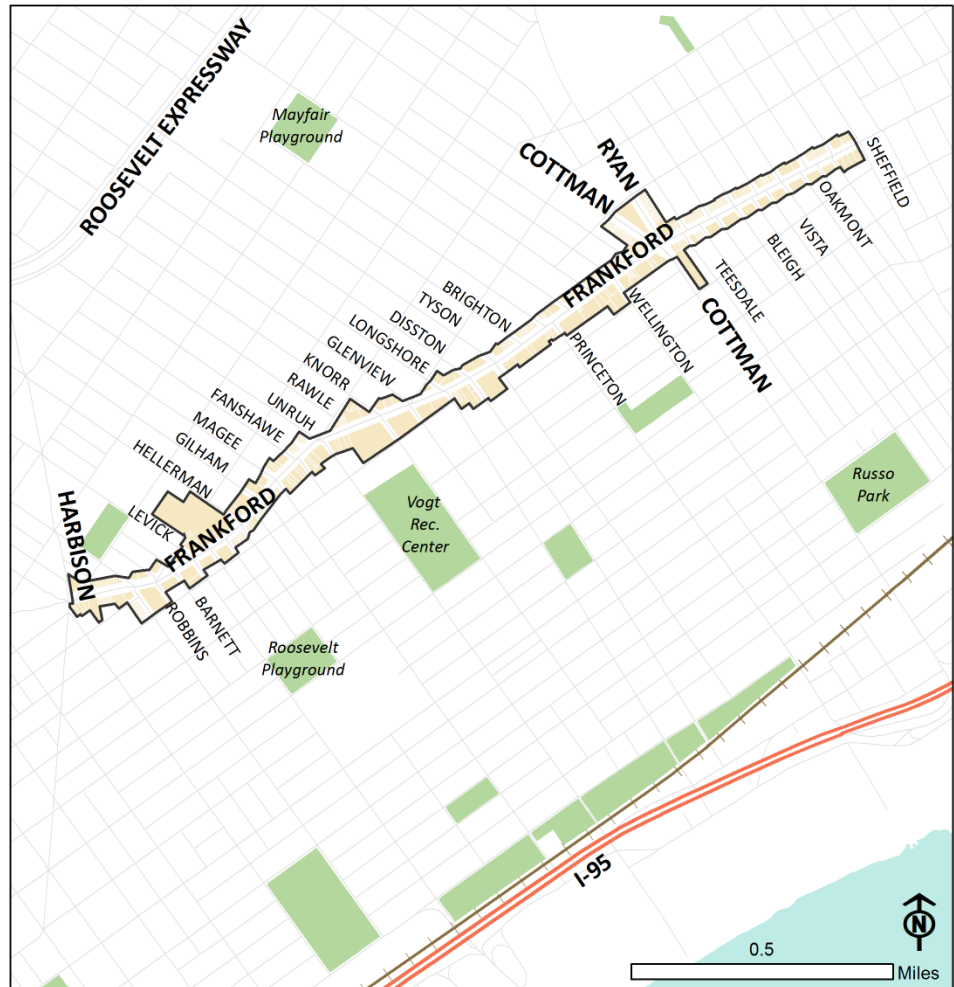 ROOSEVELT EXPRESSWAY
Mayfair
Playground
COTTMAN
RYAN
SHEFFIELD
OAKMONT
VISTA
BLEIGH
TEESDALE
COTTMAN
FRANKFORD
WELLINGTON
PRINCETON
BRIGHTON
TYSON
DISSTON
LONGSHORE
GLENVIEW
KNORR
RAWLE
UNRUH
FANSHAWE
MAGEE
GILHAM
HELLERMAN
LEVICK
HARBISON
FRANKFORD
ROBBINS
BARNETT
Vogt
Rec.
Center
Russo
Park
Roosevelt
Playground
I-95
N
0.5
Miles